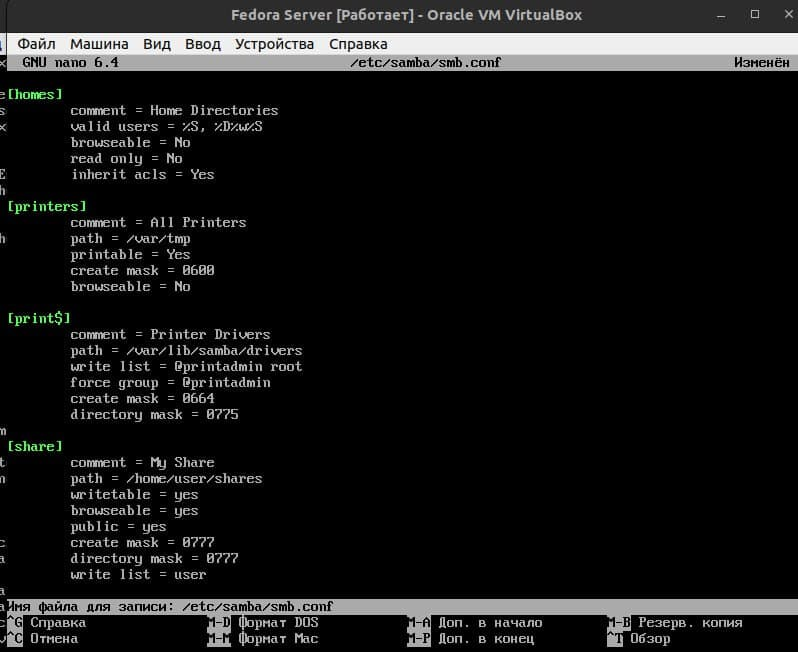 Fedora Server [Работает] - Oracle VM VirtualBox
Файл Машина Вид Ввод Устройства Справка
GNU nano 6.4 /etc/samba/smb.conf Изменён
[homes]
comment = Home Directories
valid users = %S, %D%w%S
browseable = No
read only = No
inherit acls = Yes
[printers]
comment = All Printers
path = /var/tmp
printable = Yes
create mask = 0600
browseable = No
[print$]
comment = Printer Drivers
path = /var/lib/samba/drivers
write list = @printadmin root
force group = @printadmin
create mask = 0664
directory mask = 0775
[share]
comment = My Share
path = /home/user/shares
writetable = yes
browseable = yes
public = yes
create mask = 0777
directory mask = 0777
write list = user
Имя файла для записи: /etc/samba/smb.conf
^G Справка M-D Формат DOS M-A Доп. в начало M-B Резерв. копия
^C Отмена M-M Формат Mac M-P Доп. в конец ^T Обзор